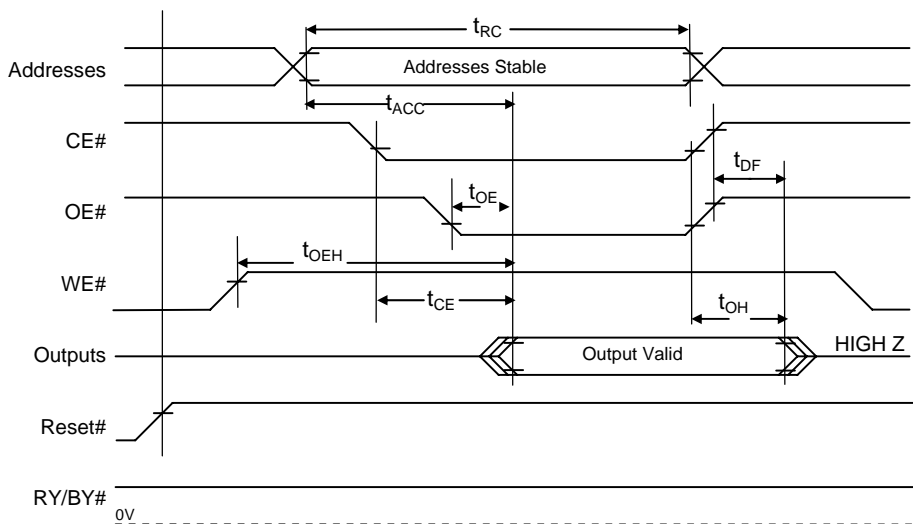 tRC
Addresses
Addresses Stable
tACC
CE#
tDF
tOE
OE#
tOEH
WE#
tCE
tOH
HIGH Z
Outputs
Output Valid
Reset#
RY/BY#
0V